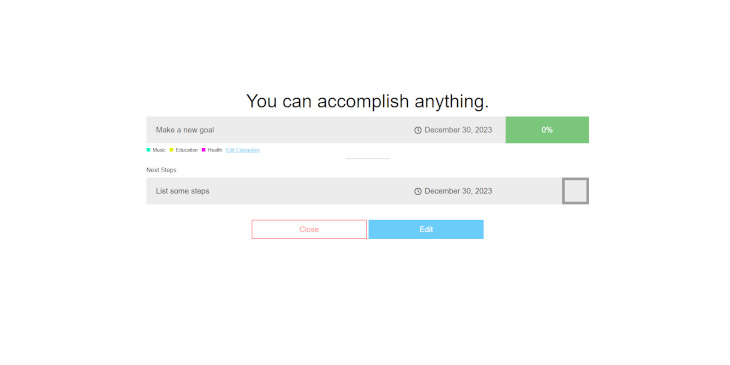 You can accomplish anything.
Make a new goal December 30, 2023 0%
Music Education Health Edit Categories
Next Steps
List some steps December 30, 2023
Close Edit